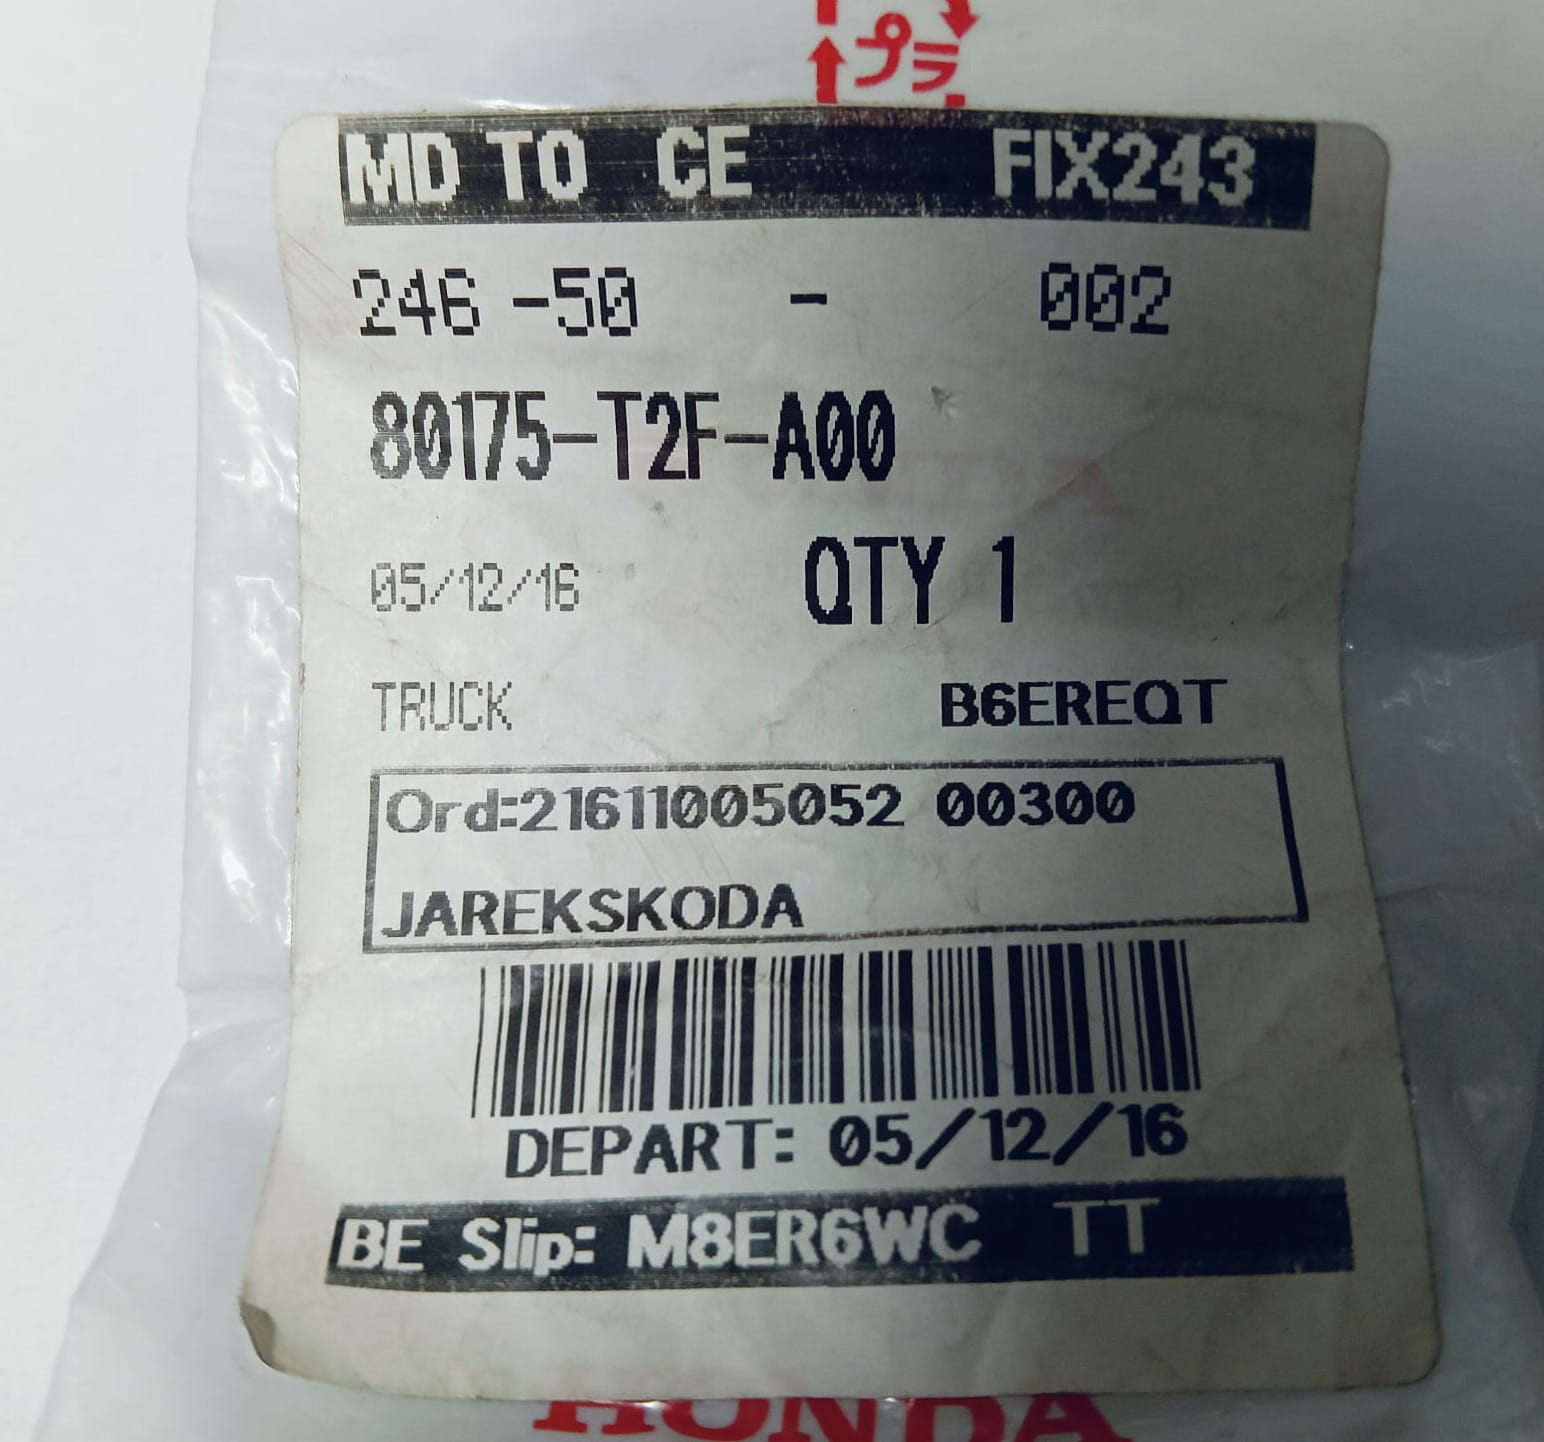 プラ
MD TO CE FIX243
246 -50 - 002
80175-T2F-A00
05/12/16 QTY 1
TRUCK B6EREQT
Ord:21611005052 00300
JAREKSKODA
DEPART: 05/12/16
BE Slip: M8ER6WC TT
HONDA